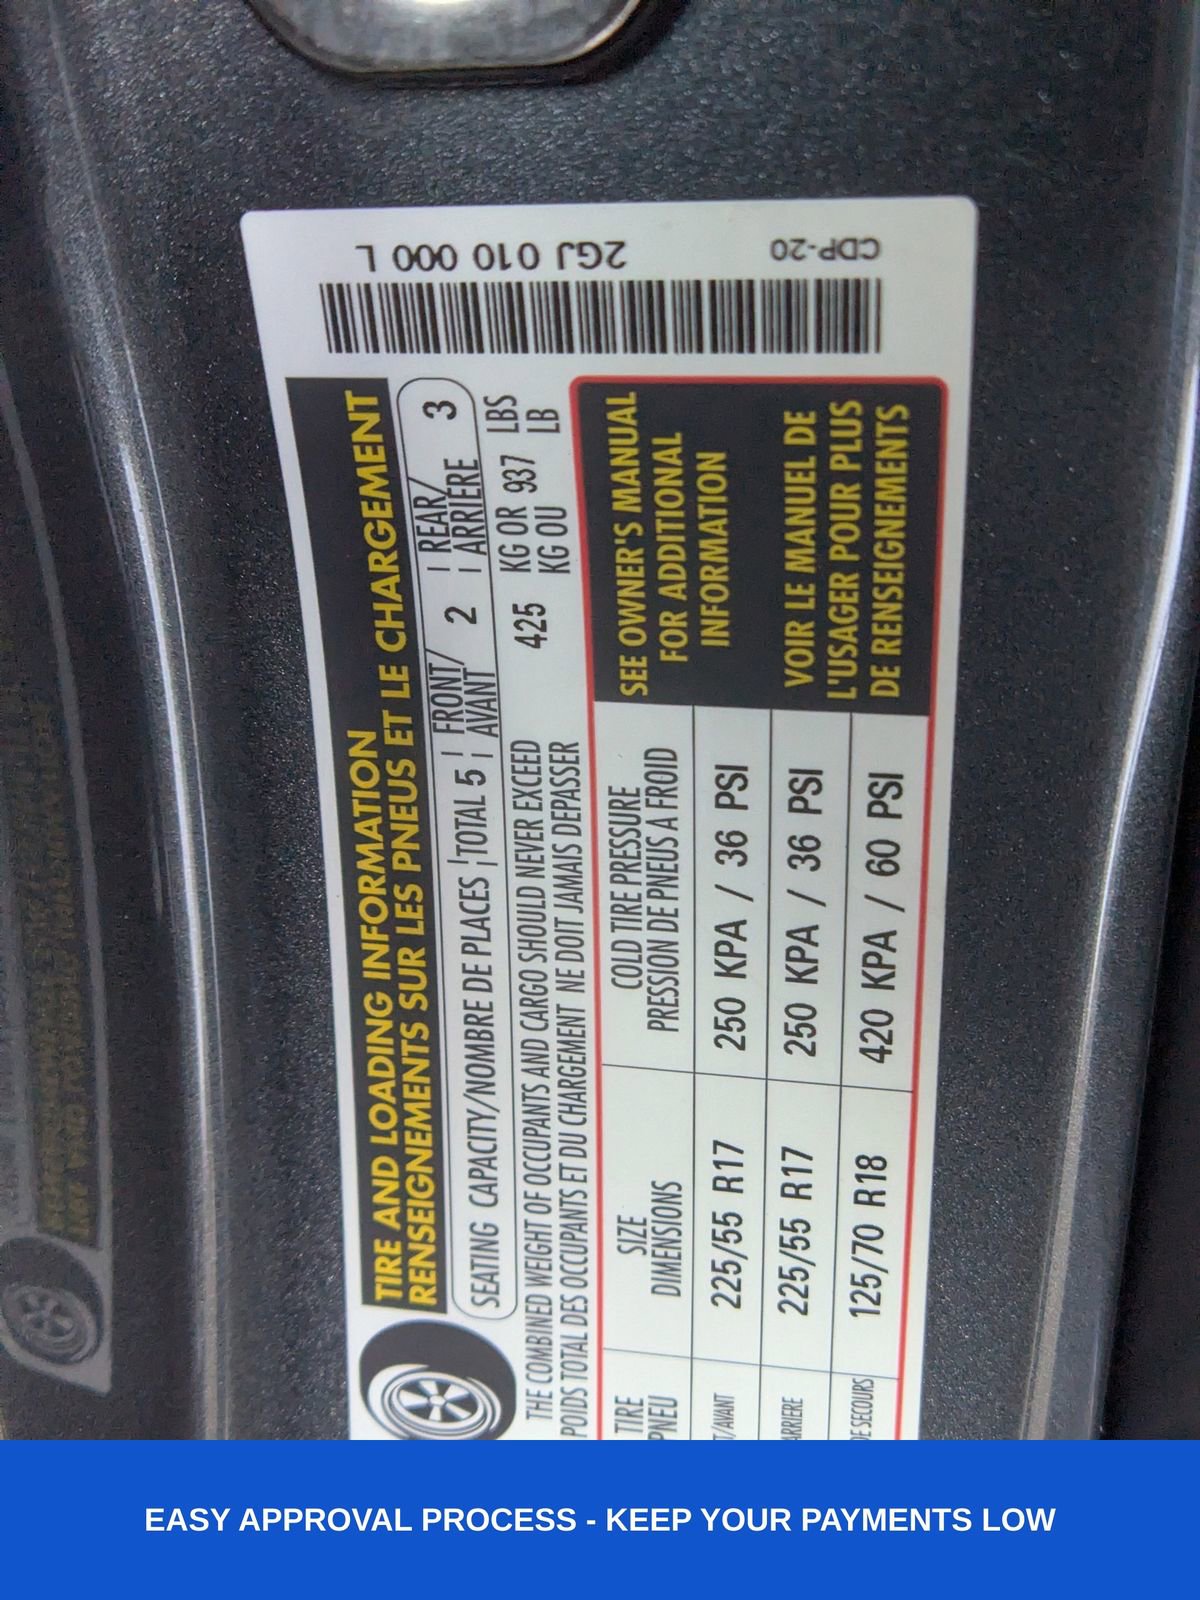 TIRE AND LOADING INFORMATION
RENSEIGNEMENTS SUR LES PNEUS ET LE CHARGEMENT
SEATING CAPACITY/NOMBRE DE PLACES | TOTAL 5 | FRONT/ AVANT 2 | REAR/ ARRIÈRE 3
THE COMBINED WEIGHT OF OCCUPANTS AND CARGO SHOULD NEVER EXCEED 425 KG OR 937 LBS
POIDS TOTAL DES OCCUPANTS ET DU CHARGEMENT NE DOIT JAMAIS DEPASSER KG OU LB
TIRE SIZE COLD TIRE PRESSURE
PNEU DIMENSIONS PRESSION DE PNEUS A FROID
T/AVANT 225/55 R17 250 KPA / 36 PSI
ARRIERE 225/55 R17 250 KPA / 36 PSI
DE SECOURS 125/70 R18 420 KPA / 60 PSI
SEE OWNER'S MANUAL
FOR ADDITIONAL
INFORMATION
VOIR LE MANUEL DE
L'USAGER POUR PLUS
DE RENSEIGNEMENTS
2GJ 010 000 L
CDP-20
EASY APPROVAL PROCESS - KEEP YOUR PAYMENTS LOW